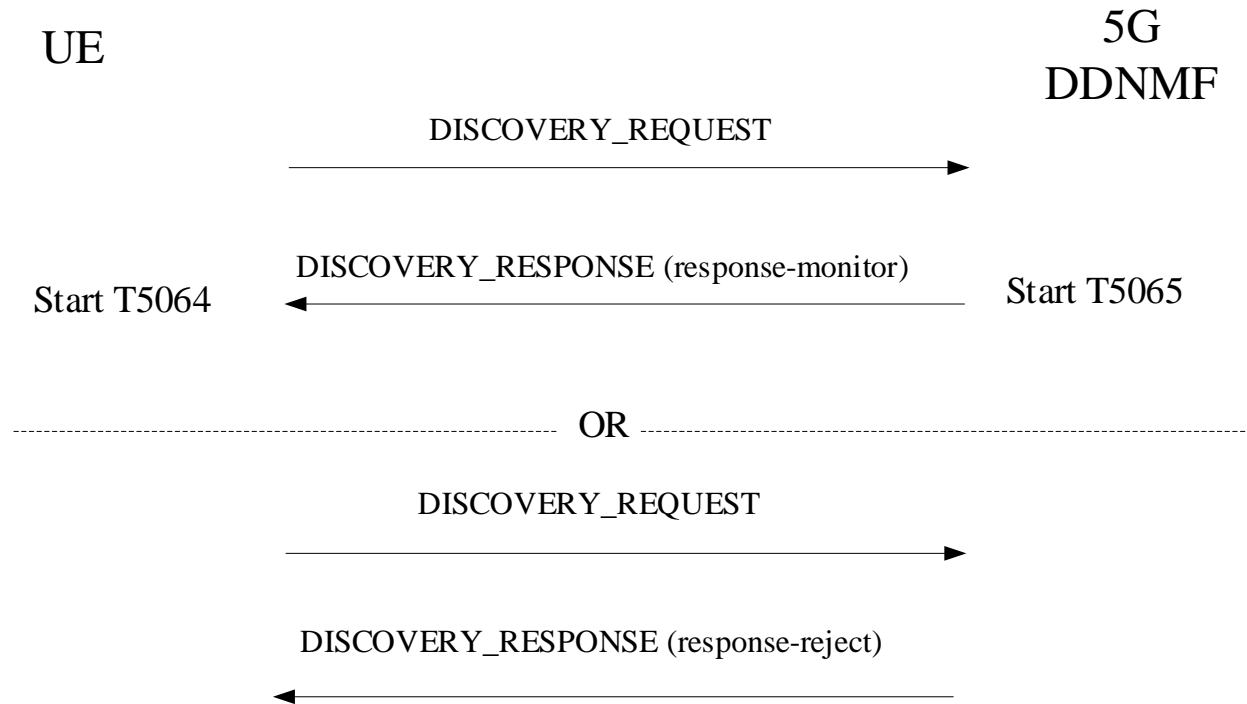 UE
5G
DDNMF
DISCOVERY_REQUEST
DISCOVERY_RESPONSE (response-monitor)
Start T5064
Start T5065
OR
DISCOVERY_REQUEST
DISCOVERY_RESPONSE (response-reject)